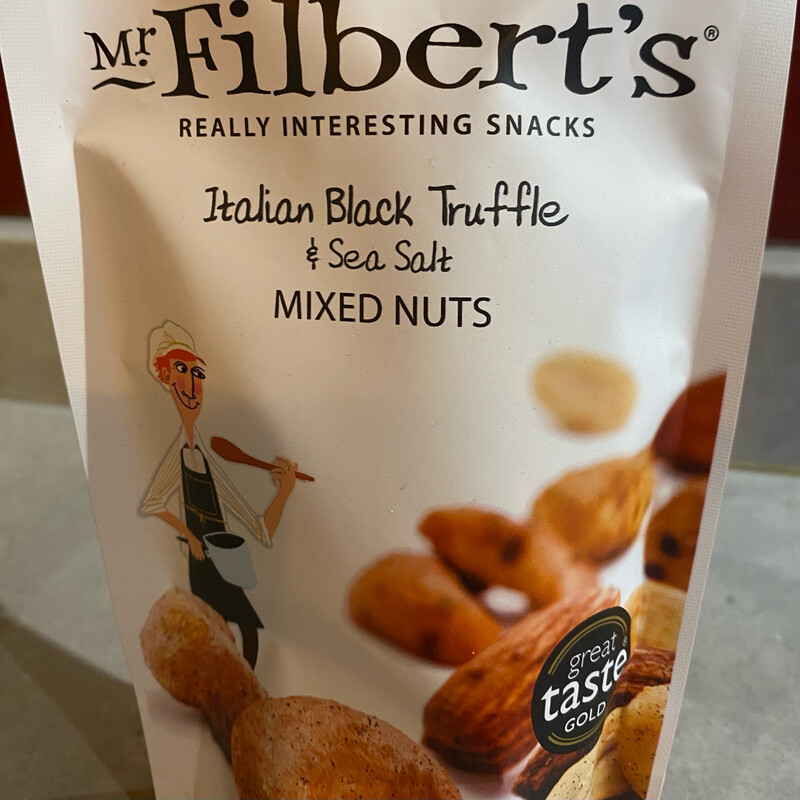 Mr Filbert's®
REALLY INTERESTING SNACKS
Italian Black Truffle
& Sea Salt
MIXED NUTS
great
taste®
GOLD